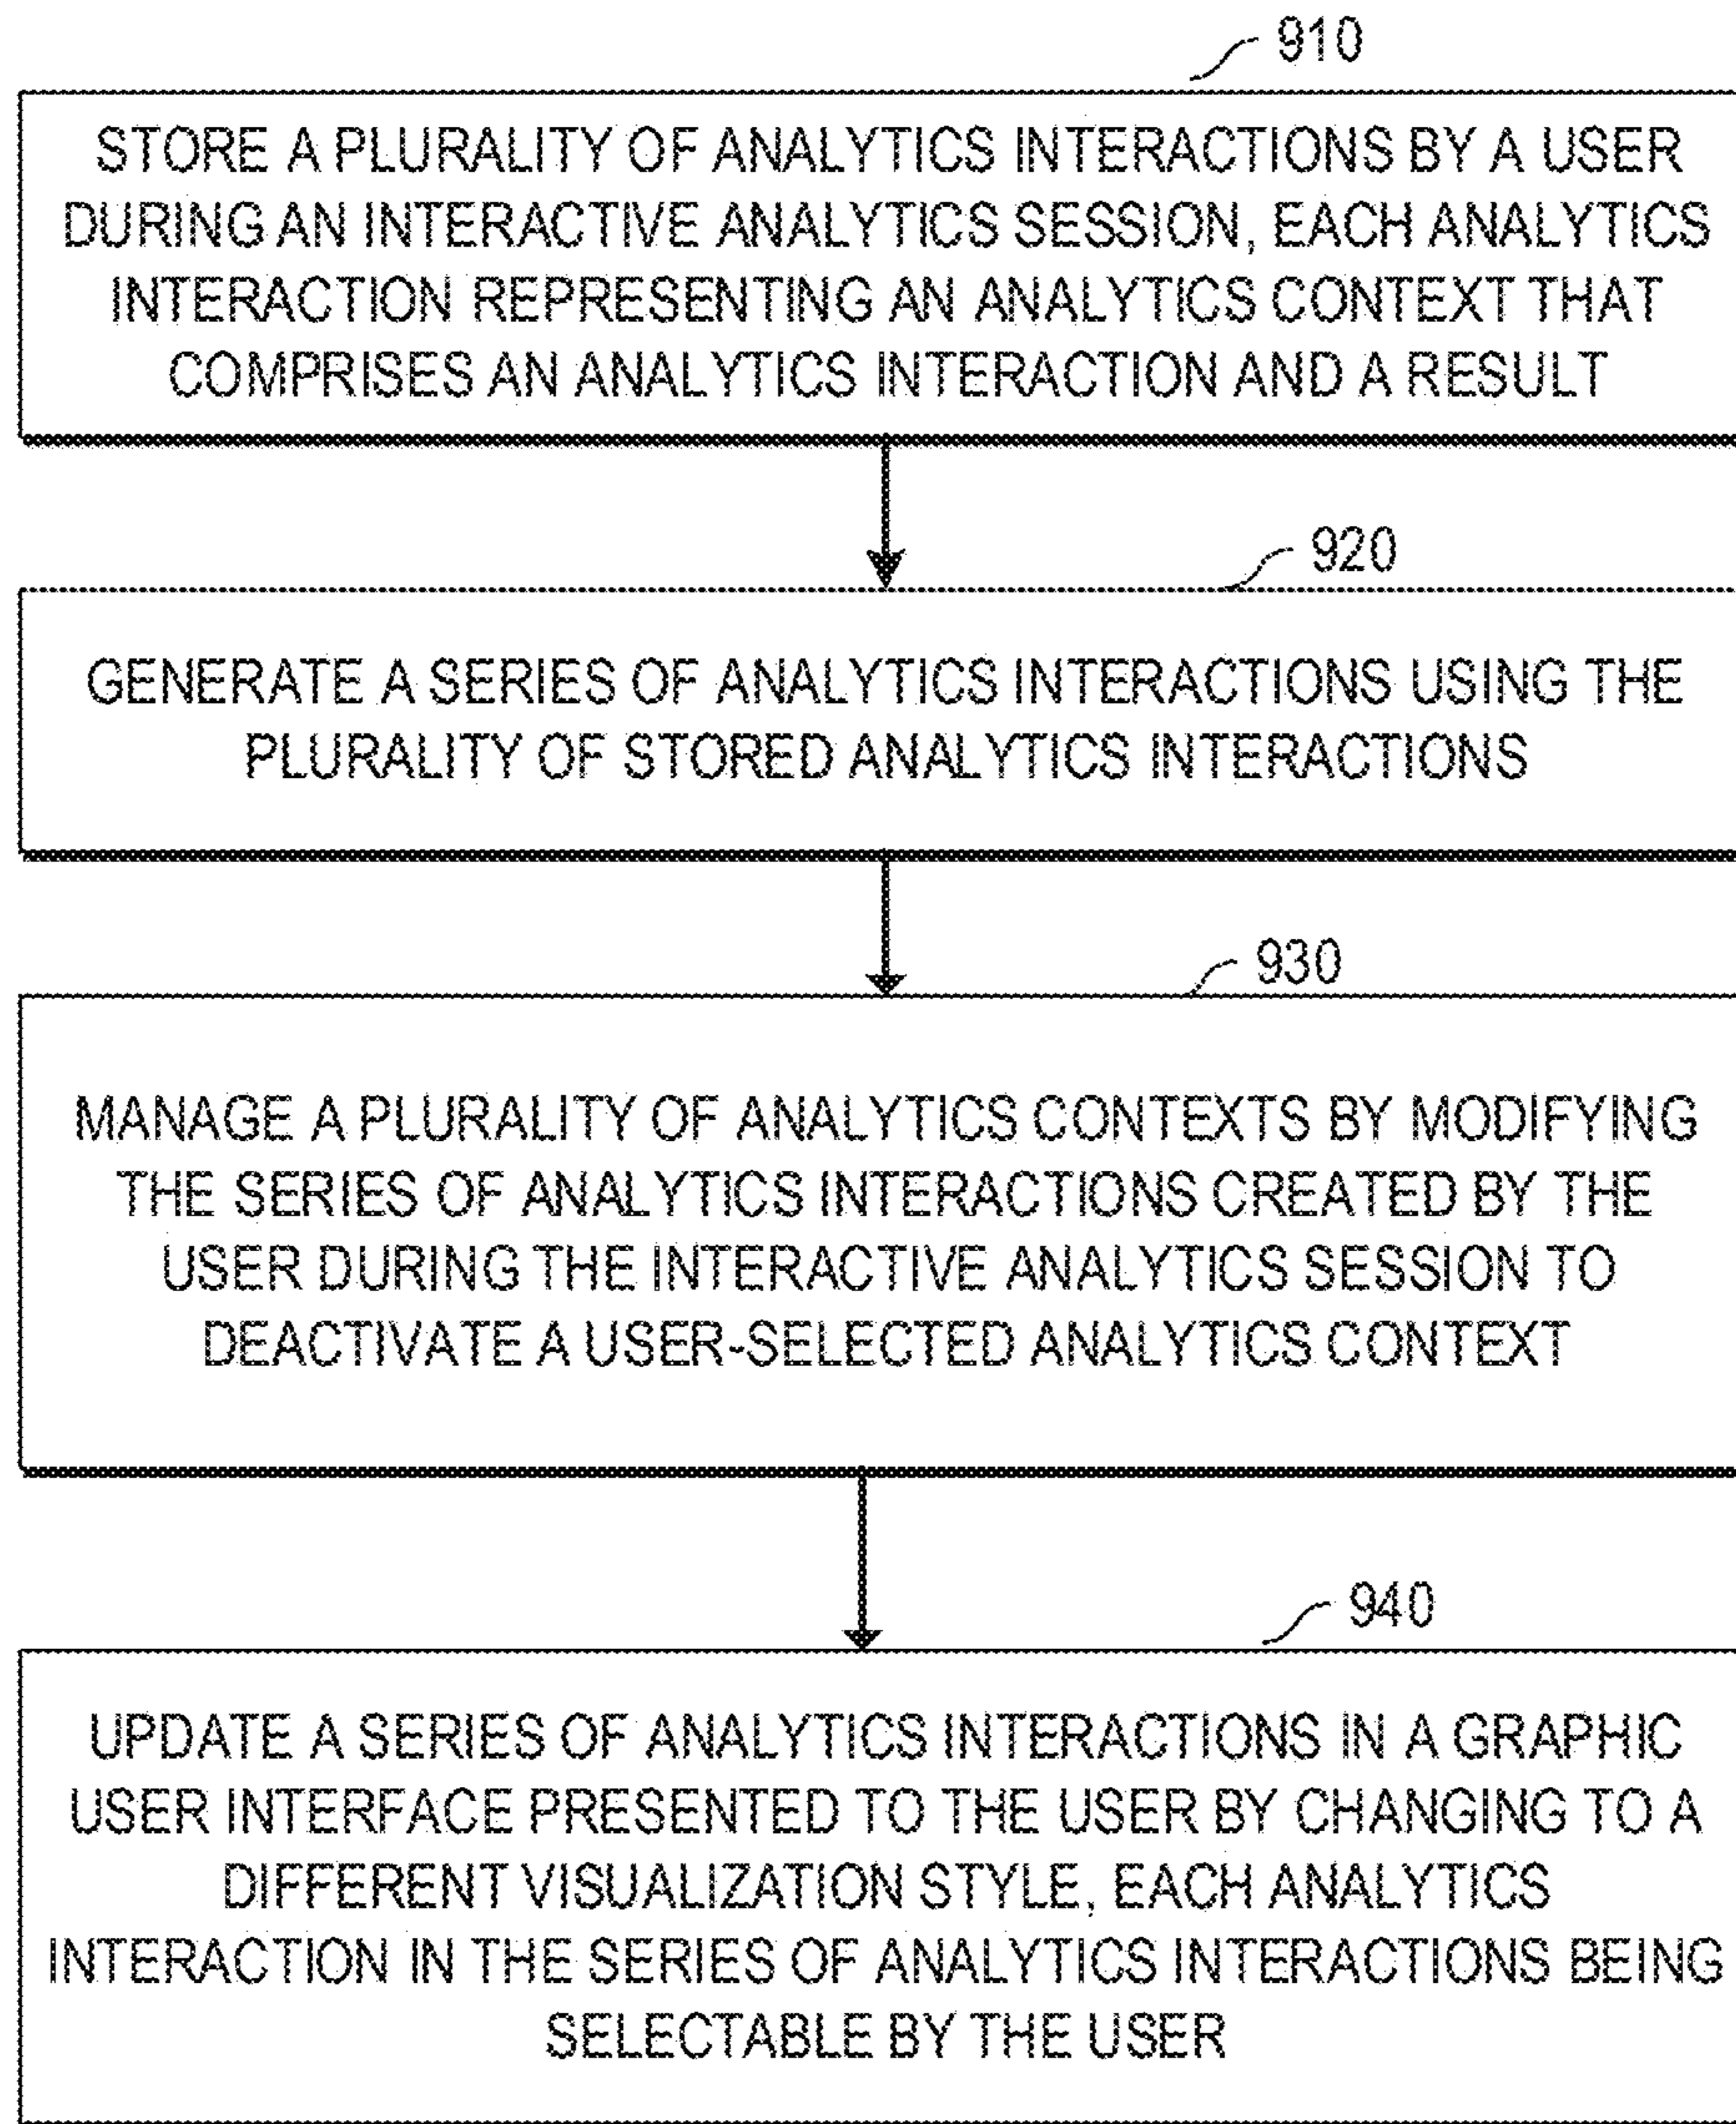 910
STORE A PLURALITY OF ANALYTICS INTERACTIONS BY A USER
DURING AN INTERACTIVE ANALYTICS SESSION, EACH ANALYTICS
INTERACTION REPRESENTING AN ANALYTICS CONTEXT THAT
COMPRISES AN ANALYTICS INTERACTION AND A RESULT
920
GENERATE A SERIES OF ANALYTICS INTERACTIONS USING THE
PLURALITY OF STORED ANALYTICS INTERACTIONS
930
MANAGE A PLURALITY OF ANALYTICS CONTEXTS BY MODIFYING
THE SERIES OF ANALYTICS INTERACTIONS CREATED BY THE
USER DURING THE INTERACTIVE ANALYTICS SESSION TO
DEACTIVATE A USER-SELECTED ANALYTICS CONTEXT
940
UPDATE A SERIES OF ANALYTICS INTERACTIONS IN A GRAPHIC
USER INTERFACE PRESENTED TO THE USER BY CHANGING TO A
DIFFERENT VISUALIZATION STYLE, EACH ANALYTICS
INTERACTION IN THE SERIES OF ANALYTICS INTERACTIONS BEING
SELECTABLE BY THE USER